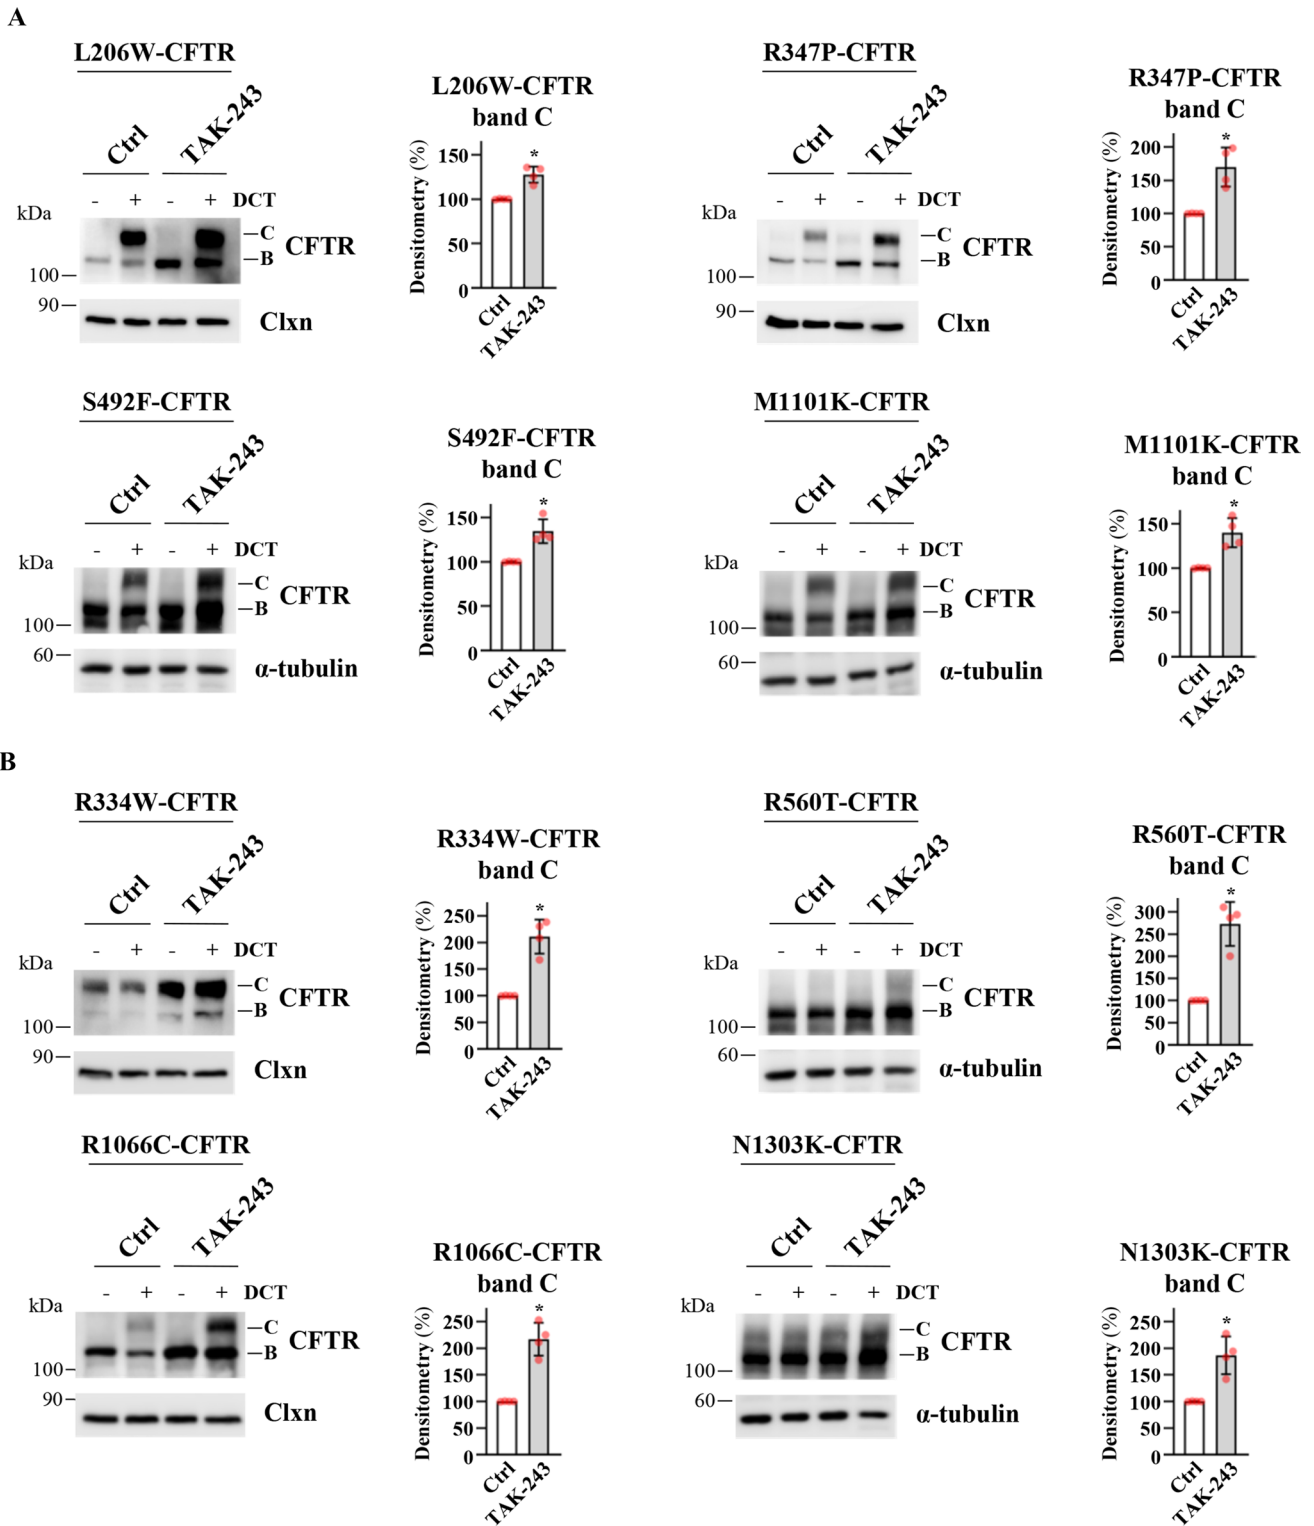 A
L206W-CFTR
Ctrl
TAK-243
- + - + DCT
kDa
C
B
CFTR
100
90
Clxn
L206W-CFTR
band C
Densitometry (%)
150
100
50
0
*
Ctrl
TAK-243
R347P-CFTR
Ctrl
TAK-243
- + - + DCT
kDa
C
B
CFTR
100
90
Clxn
R347P-CFTR
band C
Densitometry (%)
200
150
100
50
0
*
Ctrl
TAK-243
S492F-CFTR
Ctrl
TAK-243
- + - + DCT
kDa
C
B
CFTR
100
60
α-tubulin
S492F-CFTR
band C
Densitometry (%)
150
100
50
0
*
Ctrl
TAK-243
M1101K-CFTR
Ctrl
TAK-243
- + - + DCT
kDa
C
B
CFTR
100
60
α-tubulin
M1101K-CFTR
band C
Densitometry (%)
150
100
50
0
*
Ctrl
TAK-243
B
R334W-CFTR
Ctrl
TAK-243
- + - + DCT
kDa
C
B
CFTR
100
90
Clxn
R334W-CFTR
band C
Densitometry (%)
250
200
150
100
50
0
*
Ctrl
TAK-243
R560T-CFTR
Ctrl
TAK-243
- + - + DCT
kDa
C
B
CFTR
100
60
α-tubulin
R560T-CFTR
band C
Densitometry (%)
300
250
200
150
100
50
0
*
Ctrl
TAK-243
R1066C-CFTR
Ctrl
TAK-243
- + - + DCT
kDa
C
B
CFTR
100
90
Clxn
R1066C-CFTR
band C
Densitometry (%)
250
200
150
100
50
0
*
Ctrl
TAK-243
N1303K-CFTR
Ctrl
TAK-243
- + - + DCT
kDa
C
B
CFTR
100
60
α-tubulin
N1303K-CFTR
band C
Densitometry (%)
250
200
150
100
50
0
*
Ctrl
TAK-243